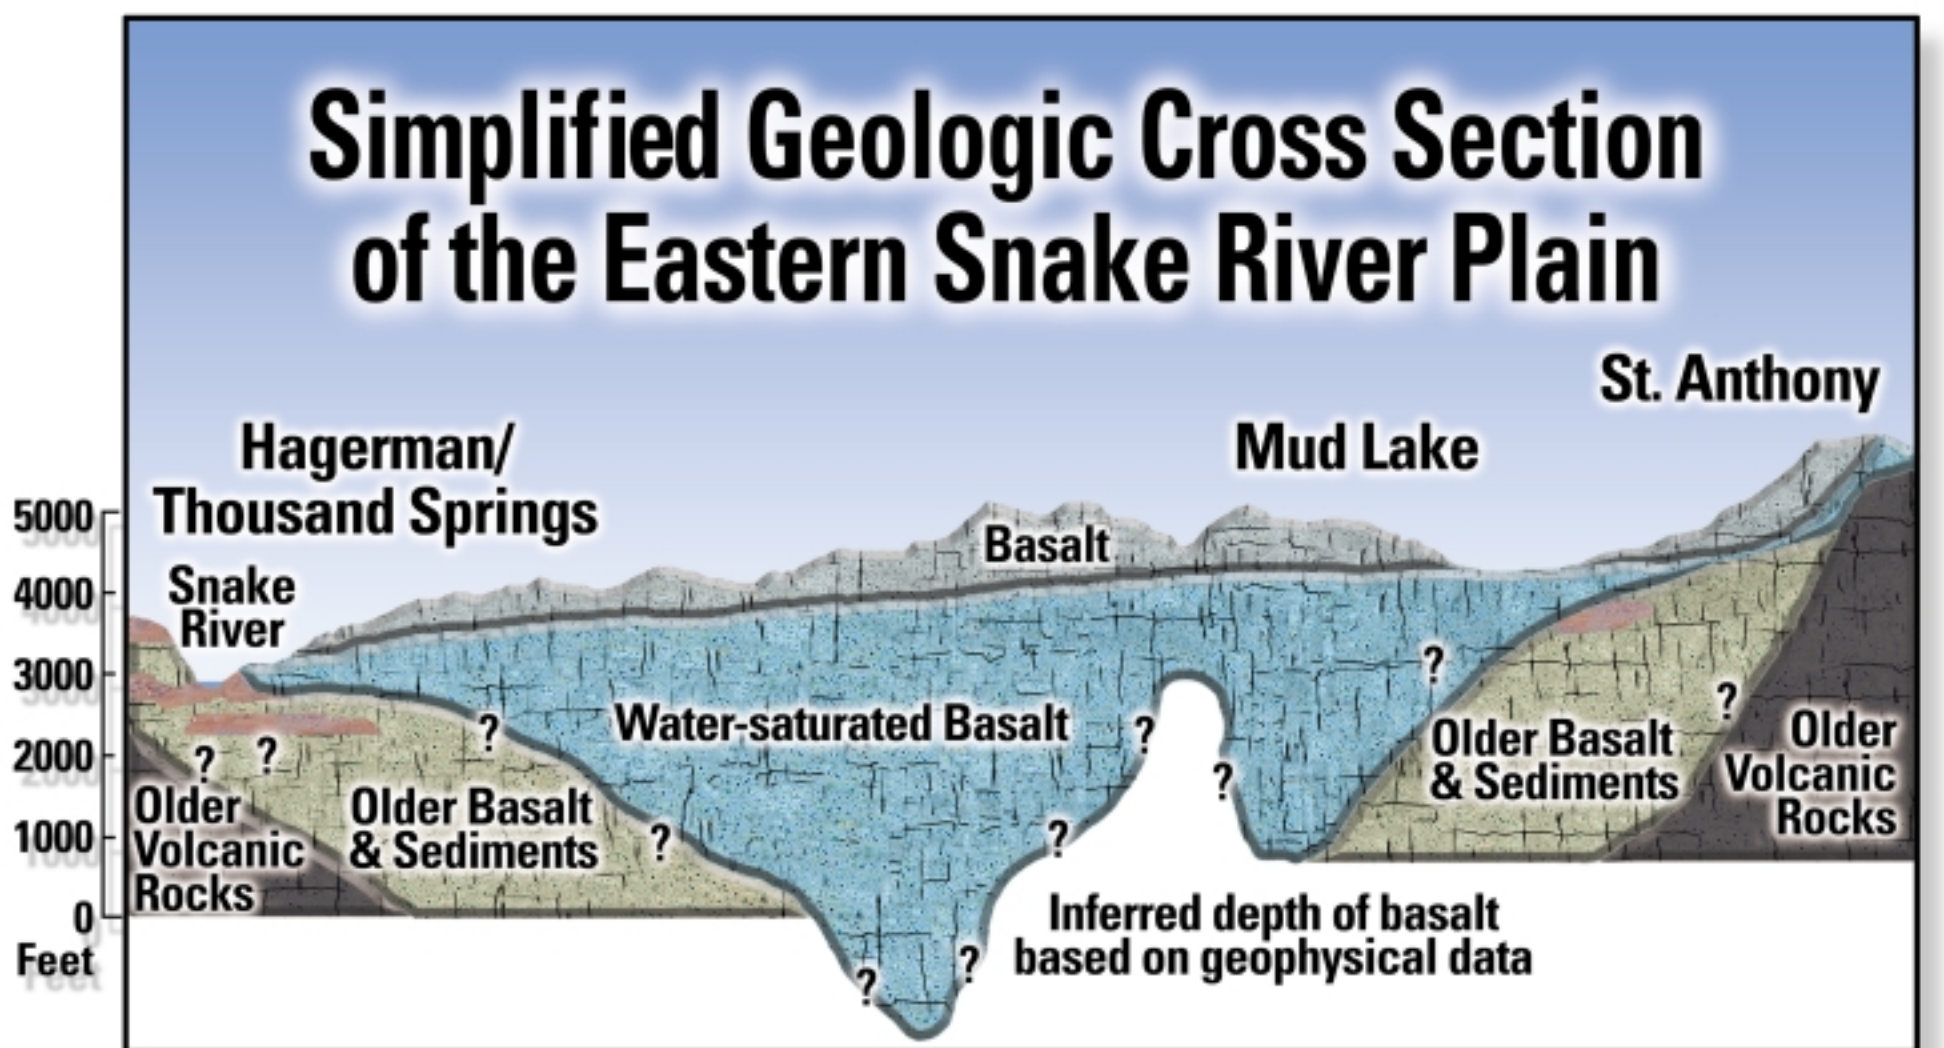 Simplified Geologic Cross Section
of the Eastern Snake River Plain
St. Anthony
Hagerman/
Thousand Springs
Mud Lake
Snake
River
Basalt
5000
4000
3000
2000
1000
0
Feet
Water-saturated Basalt
?
?
?
?
?
?
?
?
?
?
?
?
Older
Volcanic
Rocks
Older Basalt
& Sediments
Older Basalt
& Sediments
Older
Volcanic
Rocks
Inferred depth of basalt
based on geophysical data